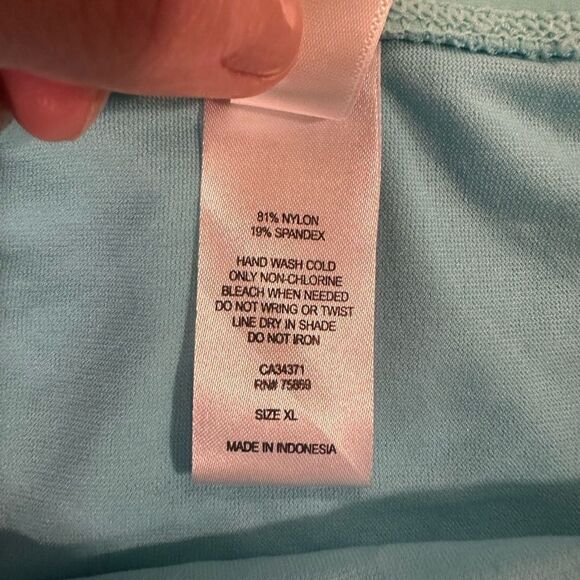 81% NYLON
19% SPANDEX
HAND WASH COLD
ONLY NON-CHLORINE
BLEACH WHEN NEEDED
DO NOT WRING OR TWIST
LINE DRY IN SHADE
DO NOT IRON
CA34371
RN# 75869
SIZE XL
MADE IN INDONESIA